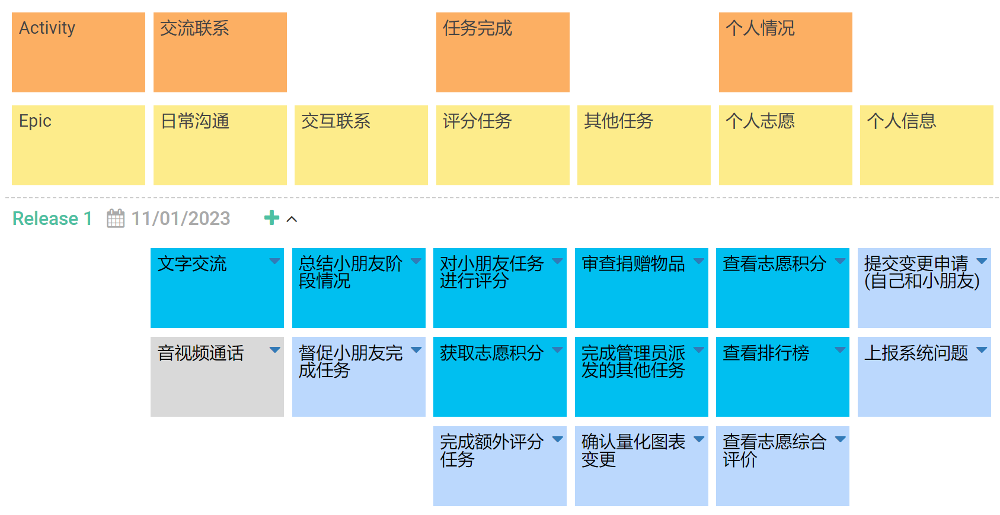 Activity
交流联系
任务完成
个人情况
Epic
日常沟通
交互联系
评分任务
其他任务
个人志愿
个人信息
Release 1
11/01/2023
文字交流
总结小朋友阶
段情况
对小朋友任务
进行评分
审查捐赠物品
查看志愿积分
提交变更申请
(自己和小朋友)
音视频通话
督促小朋友完
成任务
获取志愿积分
完成管理员派
发的其他任务
查看排行榜
上报系统问题
完成额外评分
任务
确认量化图表
变更
查看志愿综合
评价